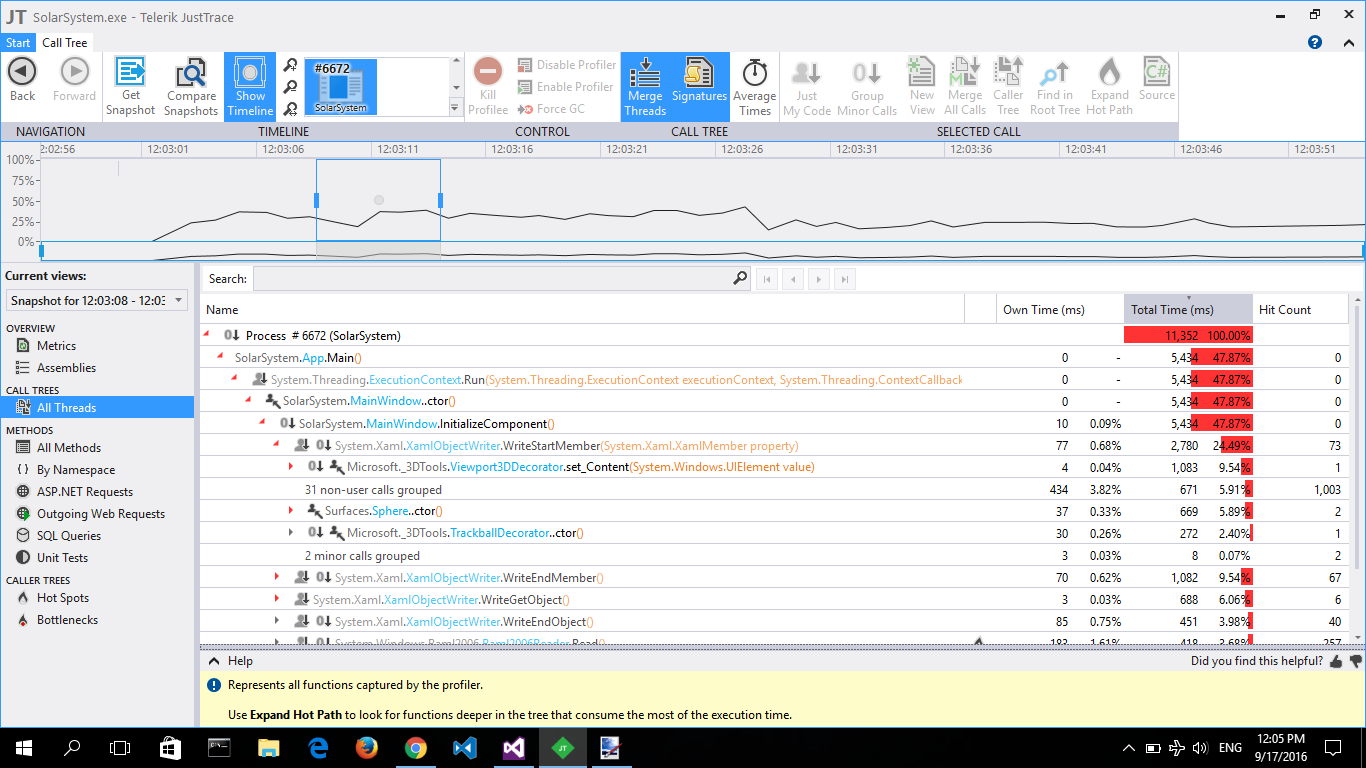 JT SolarSystem.exe - Telerik JustTrace
Start Call Tree
Back
Forward
Get Snapshot
Compare Snapshots
Show Timeline
#6672
SolarSystem
Kill Profilee
Disable Profiler
Enable Profiler
Force GC
Merge Threads
Signatures
Average Times
Just My Code
Group Minor Calls
New View
Merge All Calls
Caller Tree
Find in Root Tree
Expand Hot Path
C#
Source
NAVIGATION TIMELINE CONTROL CALL TREE SELECTED CALL
2:02:56 12:03:01 12:03:06 12:03:11 12:03:16 12:03:21 12:03:26 12:03:31 12:03:36 12:03:41 12:03:46 12:03:51
100%
75%
50%
25%
0%
Current views:
Snapshot for 12:03:08 - 12:03
OVERVIEW
Metrics
Assemblies
CALL TREES
All Threads
METHODS
All Methods
By Namespace
ASP.NET Requests
Outgoing Web Requests
SQL Queries
Unit Tests
CALLER TREES
Hot Spots
Bottlenecks
Search:
Name Own Time (ms) Total Time (ms) Hit Count
Process # 6672 (SolarSystem) 11,352 100.00%
SolarSystem.App.Main() 0 - 5,434 47.87% 0
System.Threading.ExecutionContext.Run(System.Threading.ExecutionContext executionContext, System.Threading.ContextCallback 0 - 5,434 47.87% 0
SolarSystem.MainWindow..ctor() 0 - 5,434 47.87% 0
SolarSystem.MainWindow.InitializeComponent() 10 0.09% 5,434 47.87% 0
System.Xaml.XamlObjectWriter.WriteStartMember(System.Xaml.XamlMember property) 77 0.68% 2,780 24.49% 73
Microsoft._3DTools.Viewport3DDecorator.set_Content(System.Windows.UIElement value) 4 0.04% 1,083 9.54% 1
31 non-user calls grouped 434 3.82% 671 5.91% 1,003
Surfaces.Sphere..ctor() 37 0.33% 669 5.89% 2
Microsoft._3DTools.TrackballDecorator..ctor() 30 0.26% 272 2.40% 1
2 minor calls grouped 3 0.03% 8 0.07% 2
System.Xaml.XamlObjectWriter.WriteEndMember() 70 0.62% 1,082 9.54% 67
System.Xaml.XamlObjectWriter.WriteGetObject() 3 0.03% 688 6.06% 6
System.Xaml.XamlObjectWriter.WriteEndObject() 85 0.75% 451 3.98% 40
System.Windows.Baml2006.Baml2006Reader.Read() 183 1.61% 418 3.68% 257
Help Did you find this helpful?
Represents all functions captured by the profiler.
Use Expand Hot Path to look for functions deeper in the tree that consume the most of the execution time.
JT
ENG
12:05 PM
9/17/2016